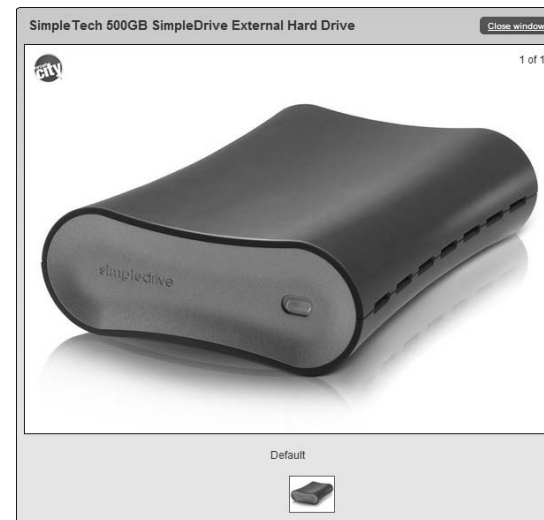 SimpleTech 500GB SimpleDrive External Hard Drive
Close window
city
1 of 1
simpledrive
Default